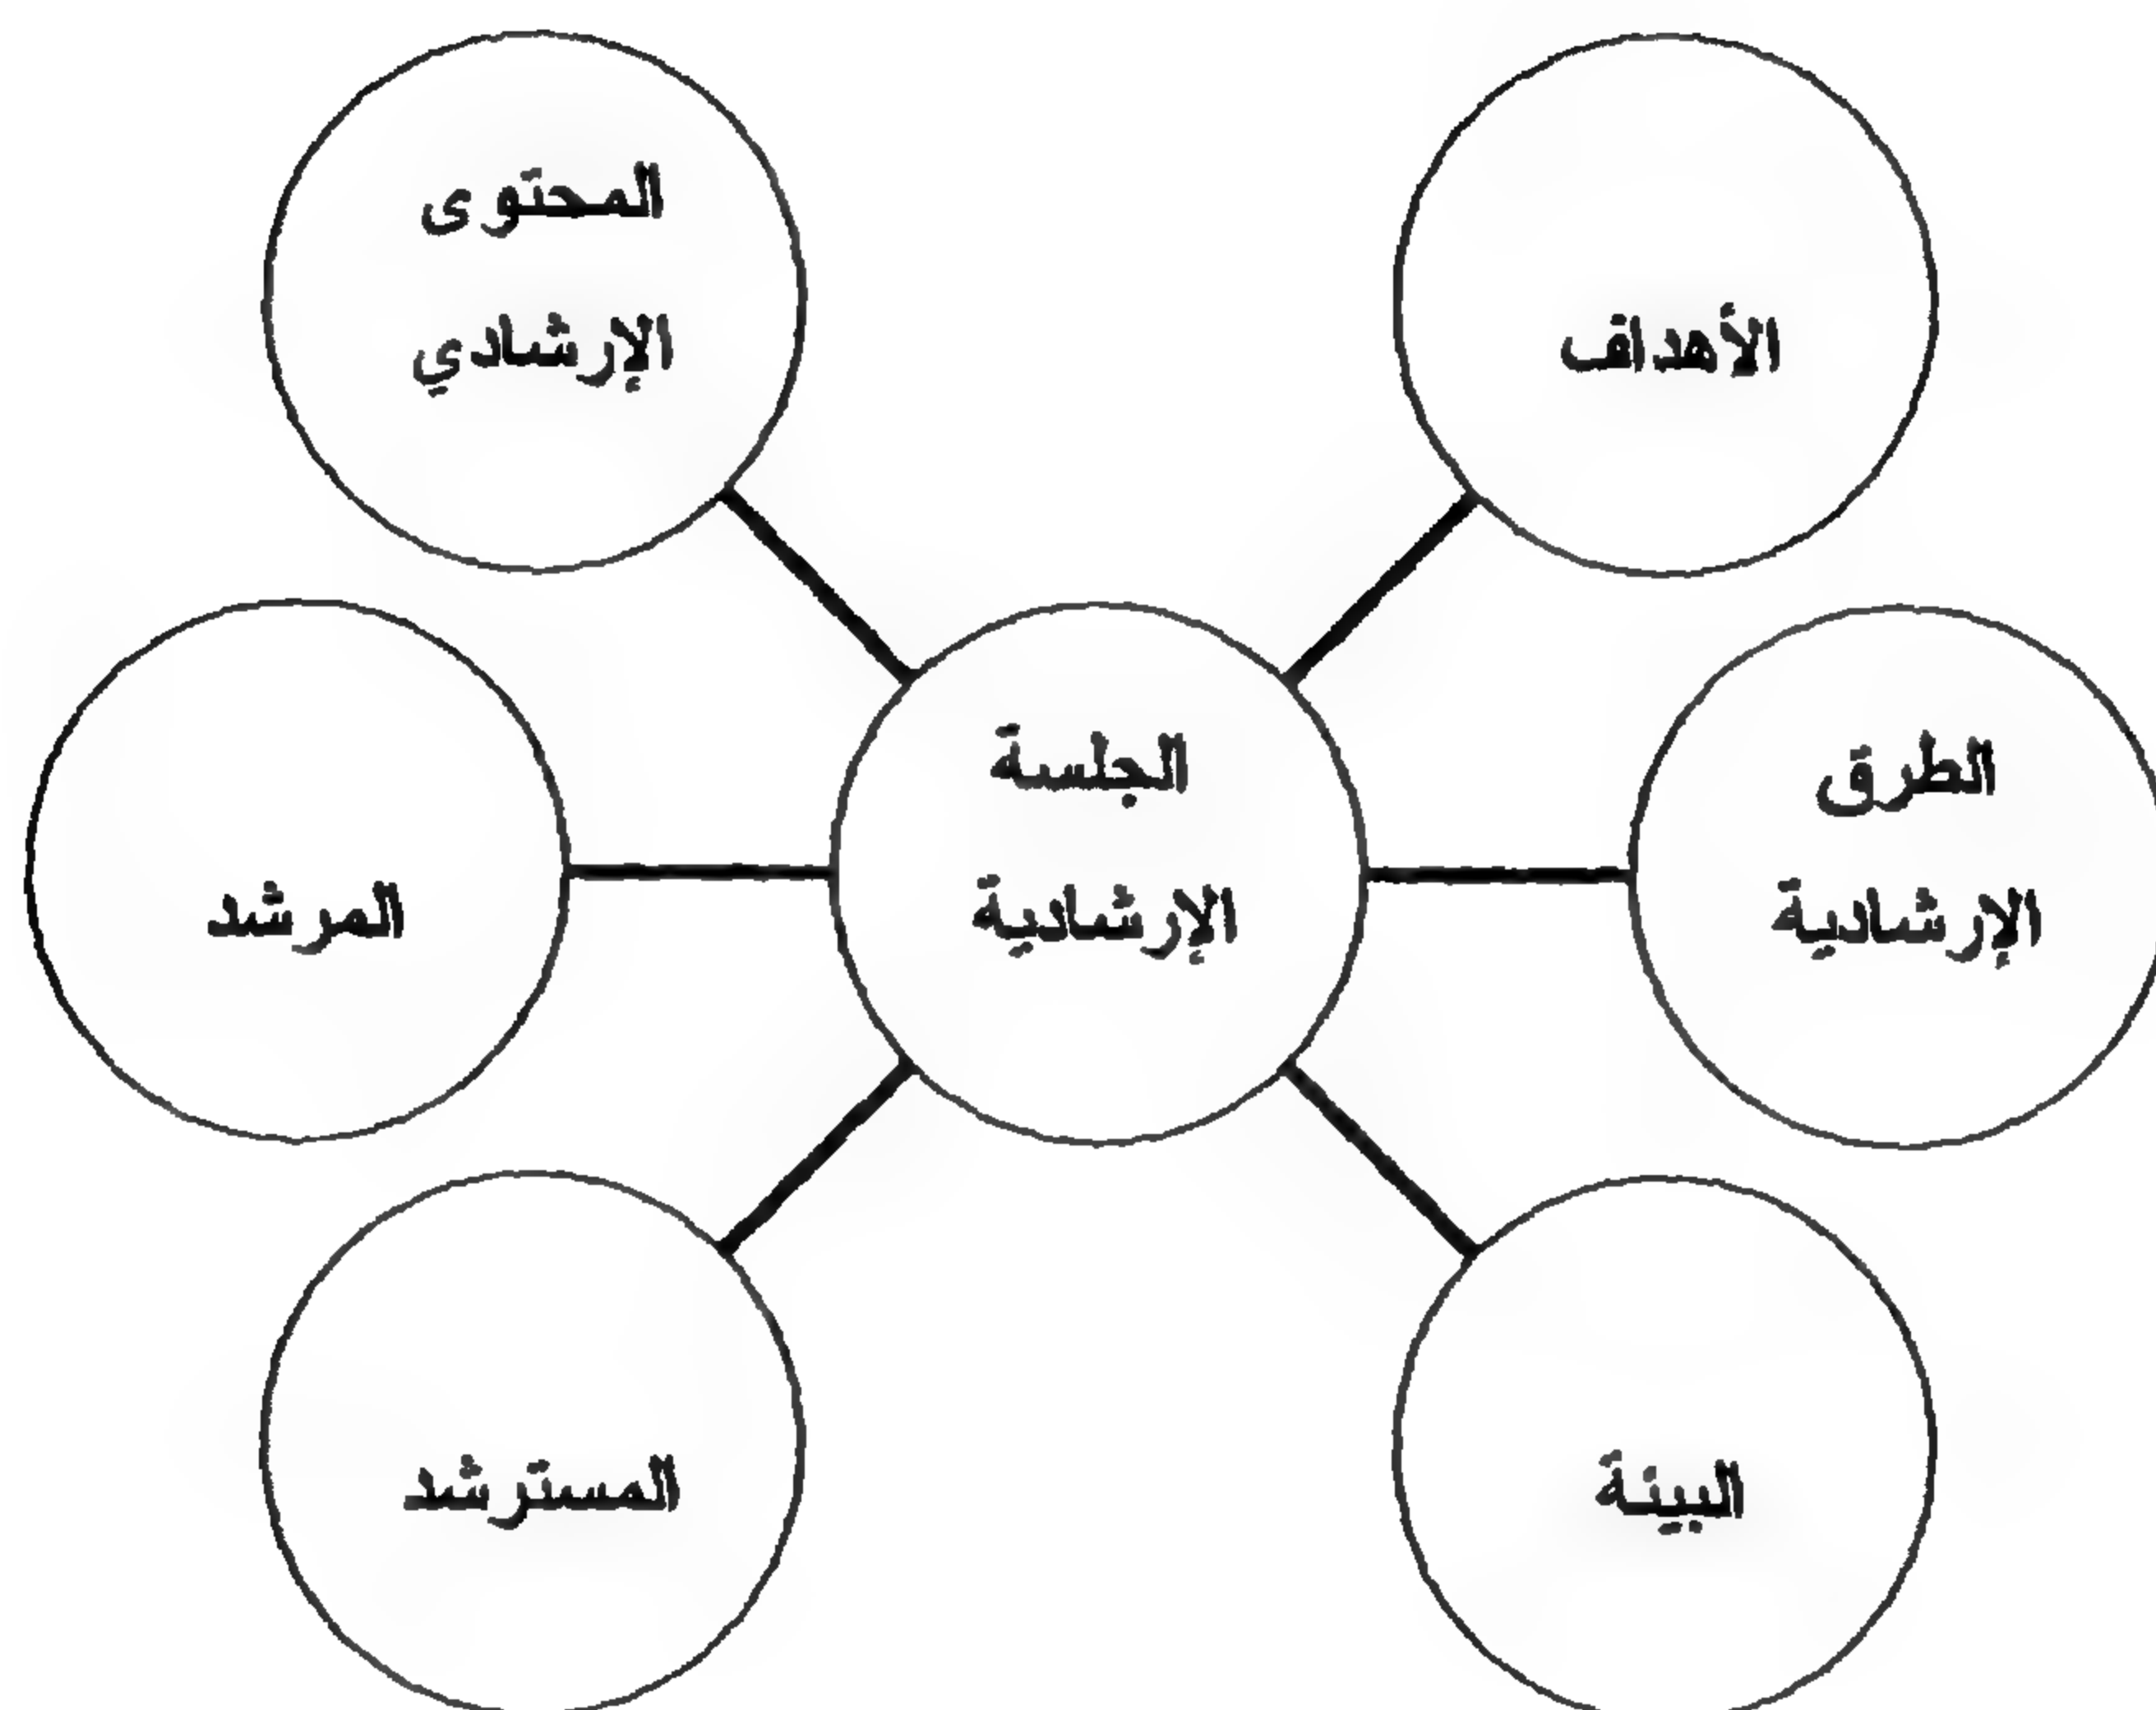 الأهداف
المحتوى
الإرشادي
الطرق
الإرشادية
الجلسة
الإرشادية
المرشد
البيئة
المسترشد